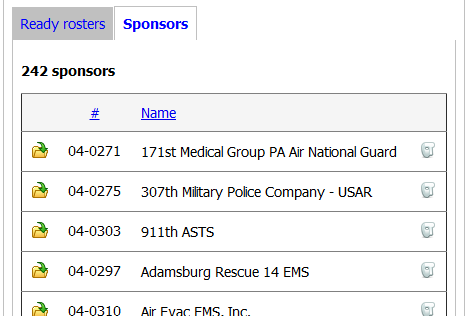 Ready rosters Sponsors
242 sponsors
# Name
04-0271 171st Medical Group PA Air National Guard
04-0275 307th Military Police Company - USAR
04-0303 911th ASTS
04-0297 Adamsburg Rescue 14 EMS
04-0310 Air Evac EMS, Inc.